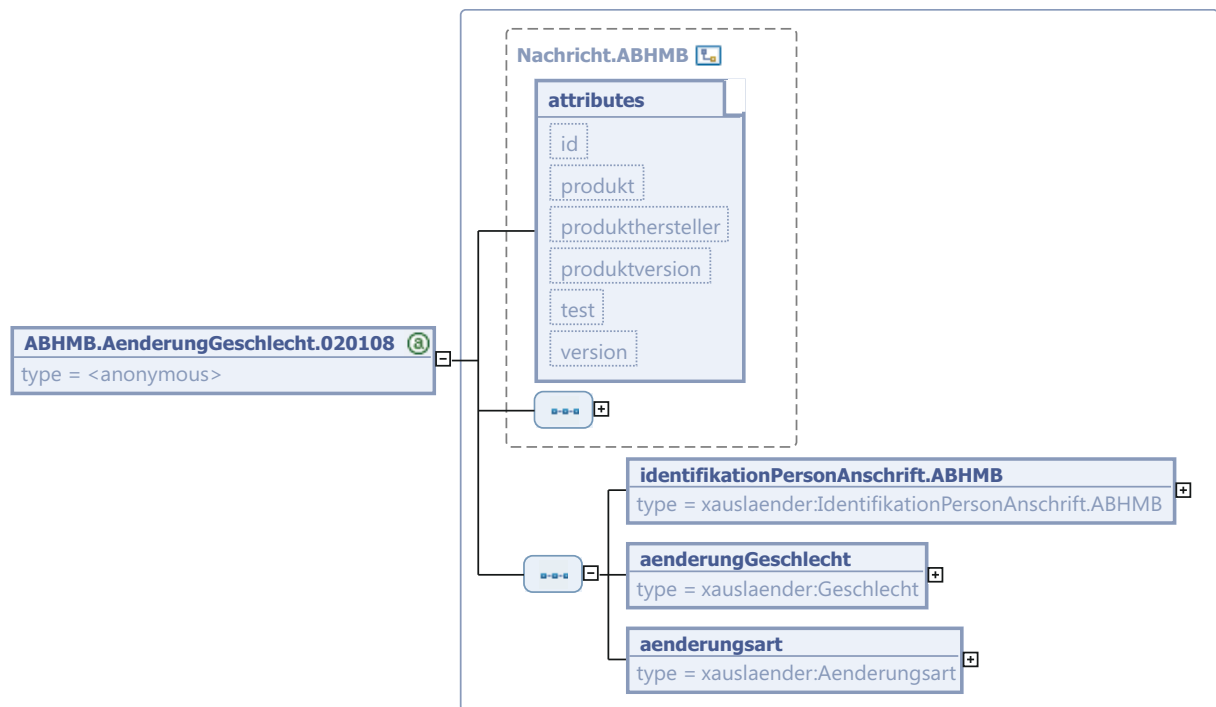 Nachricht.ABHMB
attributes
id
produkt
produkthersteller
produktversion
test
version
ABHMB.AenderungGeschlecht.020108 a
type = <anonymous>
identifikationPersonAnschrift.ABHMB
type = xauslaender:IdentifikationPersonAnschrift.ABHMB
aenderungGeschlecht
type = xauslaender:Geschlecht
aenderungsart
type = xauslaender:Aenderungsart